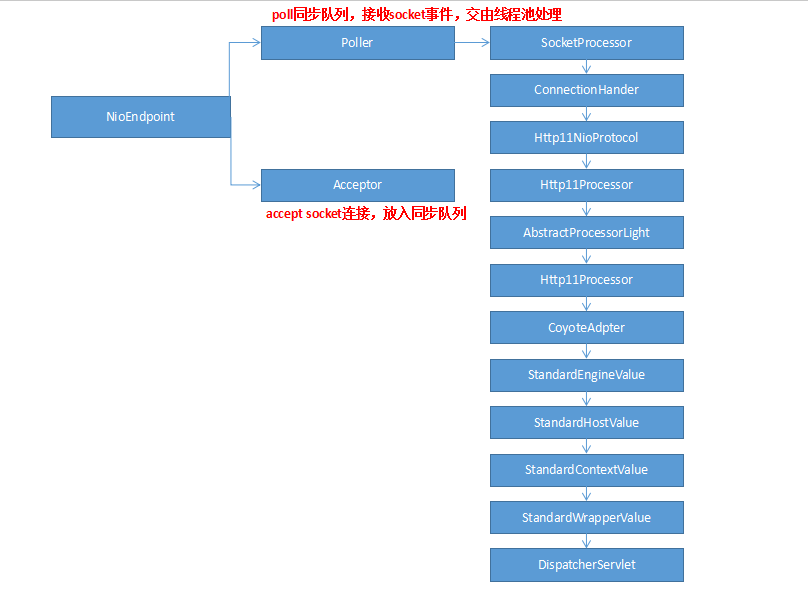 poll同步队列，接收socket事件，交由线程池处理
Poller
SocketProcessor
ConnectionHander
NioEndpoint
Http11NioProtocol
Acceptor
Http11Processor
accept socket连接，放入同步队列
AbstractProcessorLight
Http11Processor
CoyoteAdpter
StandardEngineValue
StandardHostValue
StandardContextValue
StandardWrapperValue
DispatcherServlet